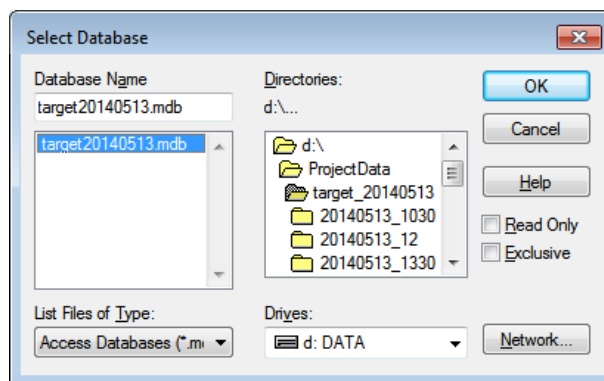 Select Database
Database Name
target20140513.mdb
target20140513.mdb
List Files of Type:
Access Databases (*.m
Directories:
d:\...
d:\
ProjectData
target_20140513
20140513_1030
20140513_12
20140513_1330
Drives:
d: DATA
OK
Cancel
Help
Read Only
Exclusive
Network...